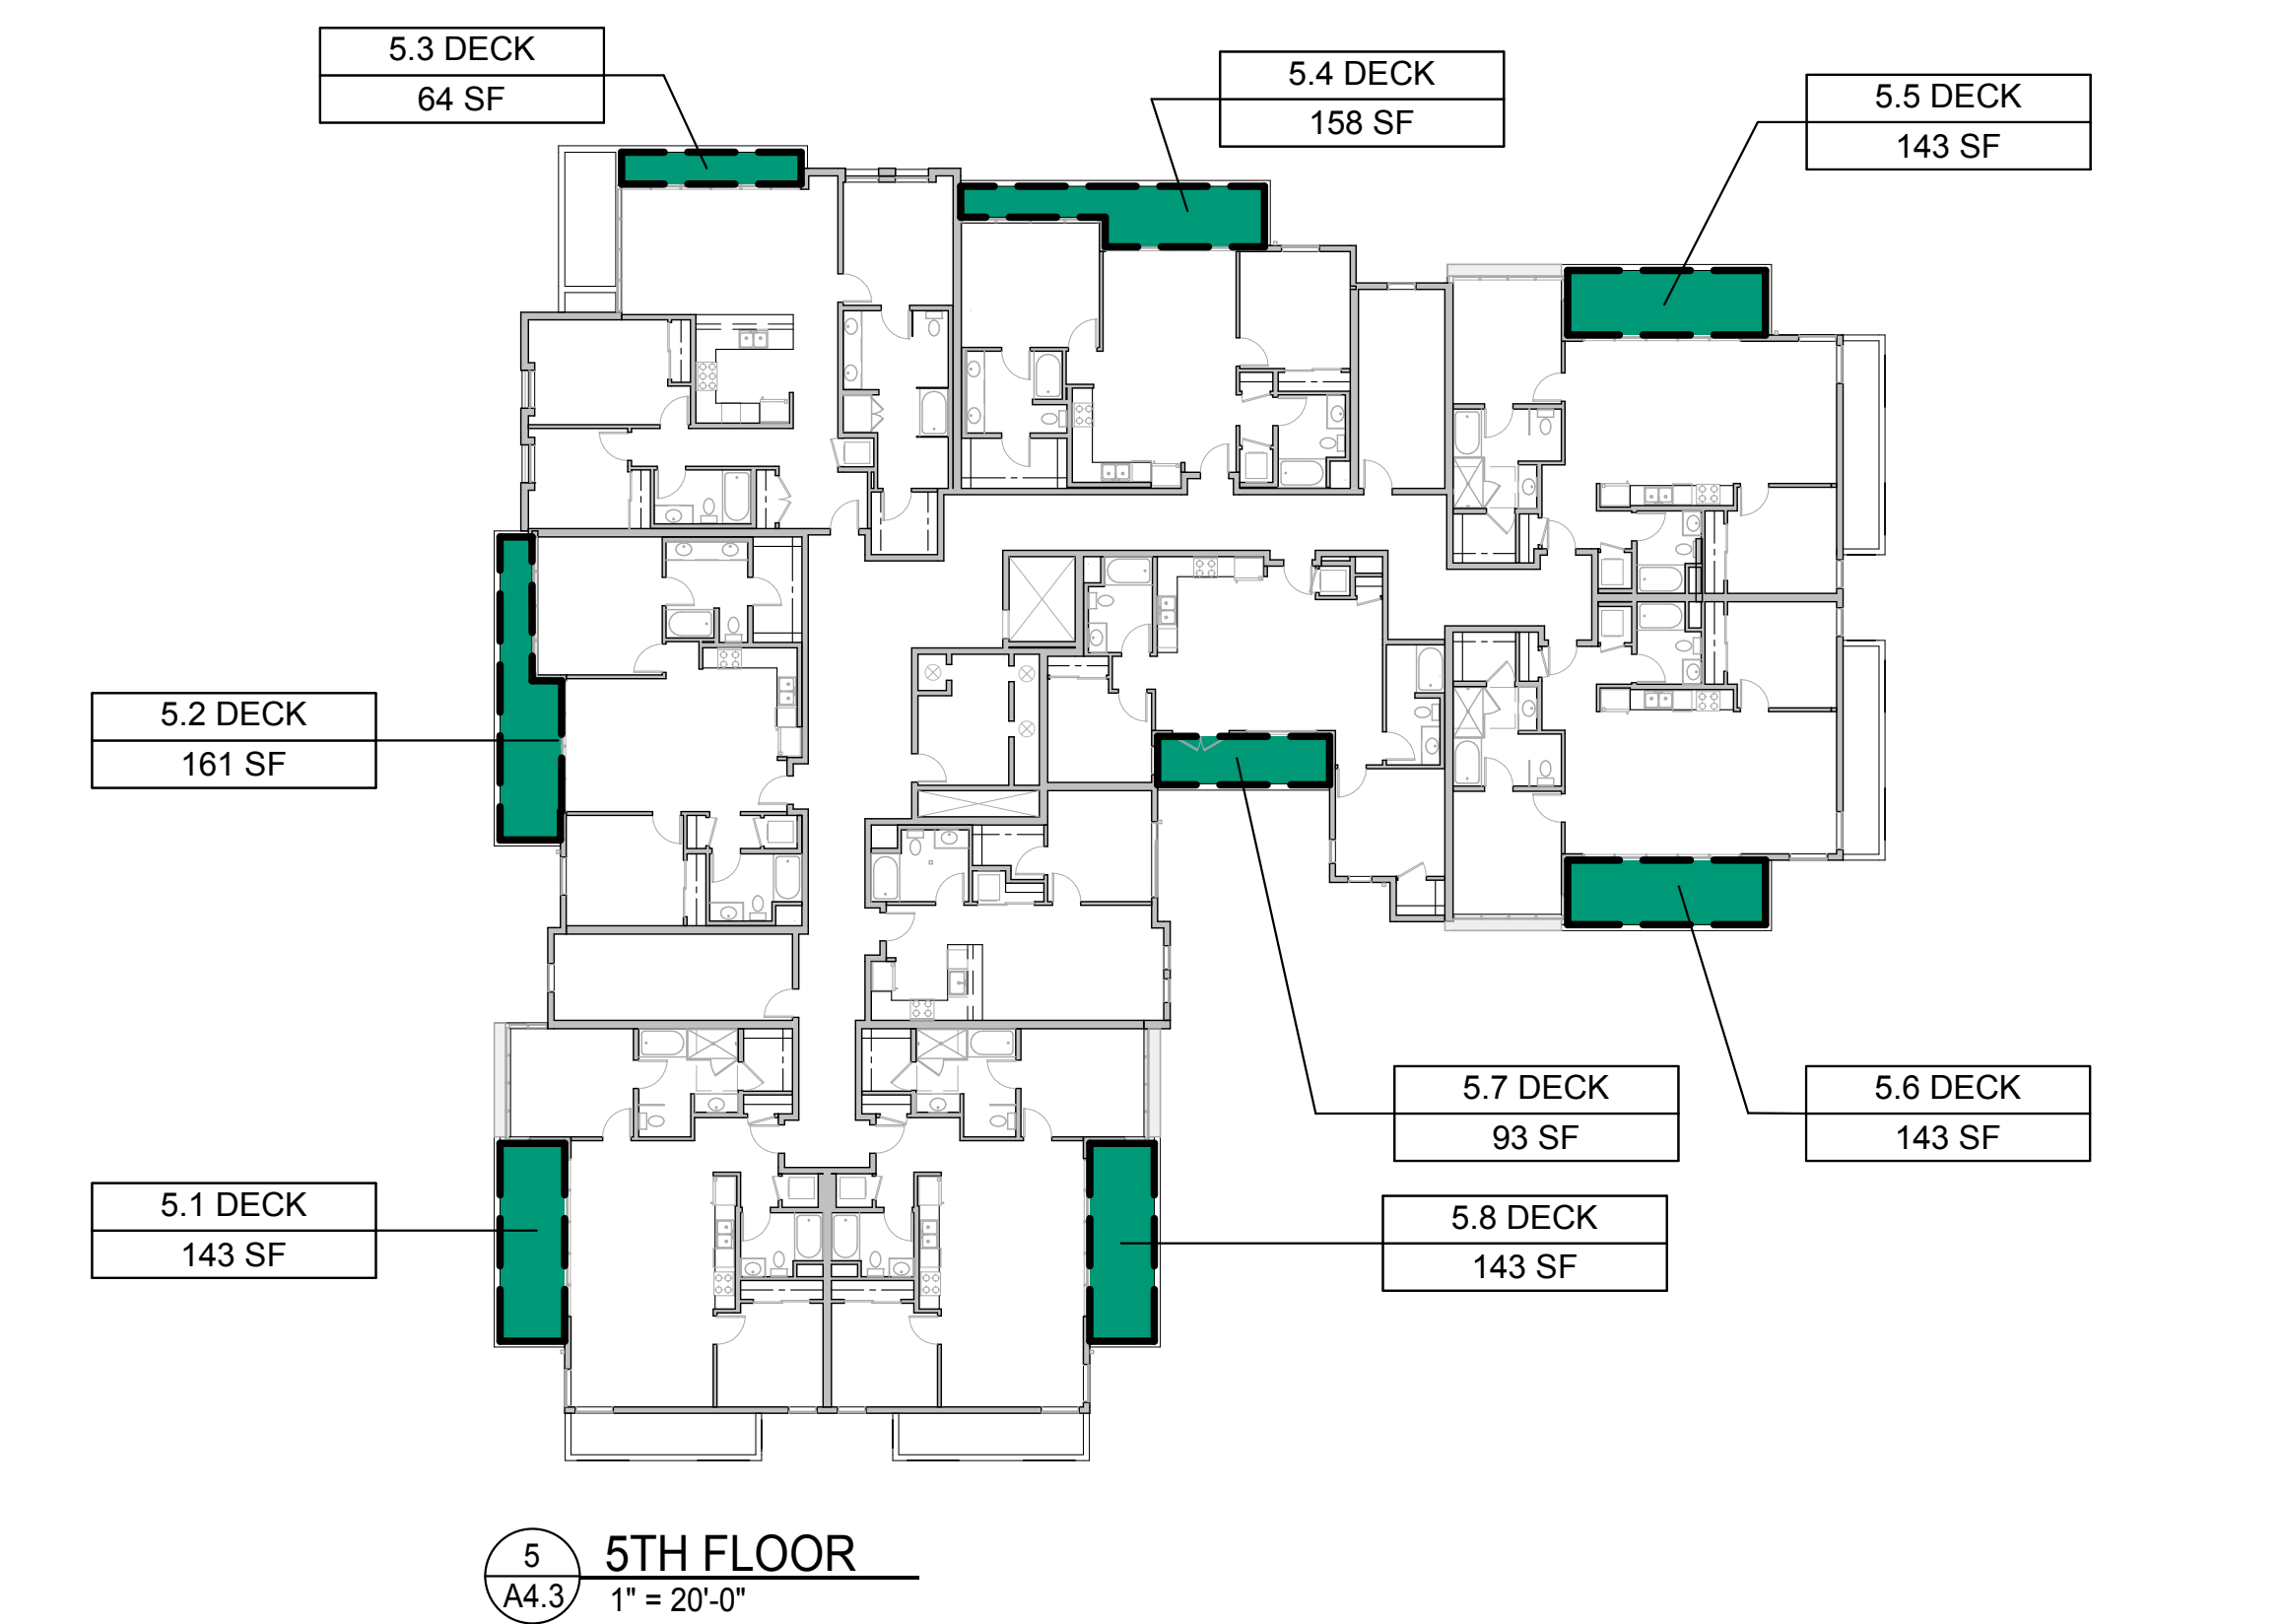 5.3 DECK
64 SF
5.4 DECK
158 SF
5.5 DECK
143 SF
5.2 DECK
161 SF
5.7 DECK
93 SF
5.6 DECK
143 SF
5.1 DECK
143 SF
5.8 DECK
143 SF
5
A4.3
5TH FLOOR
1" = 20'-0"